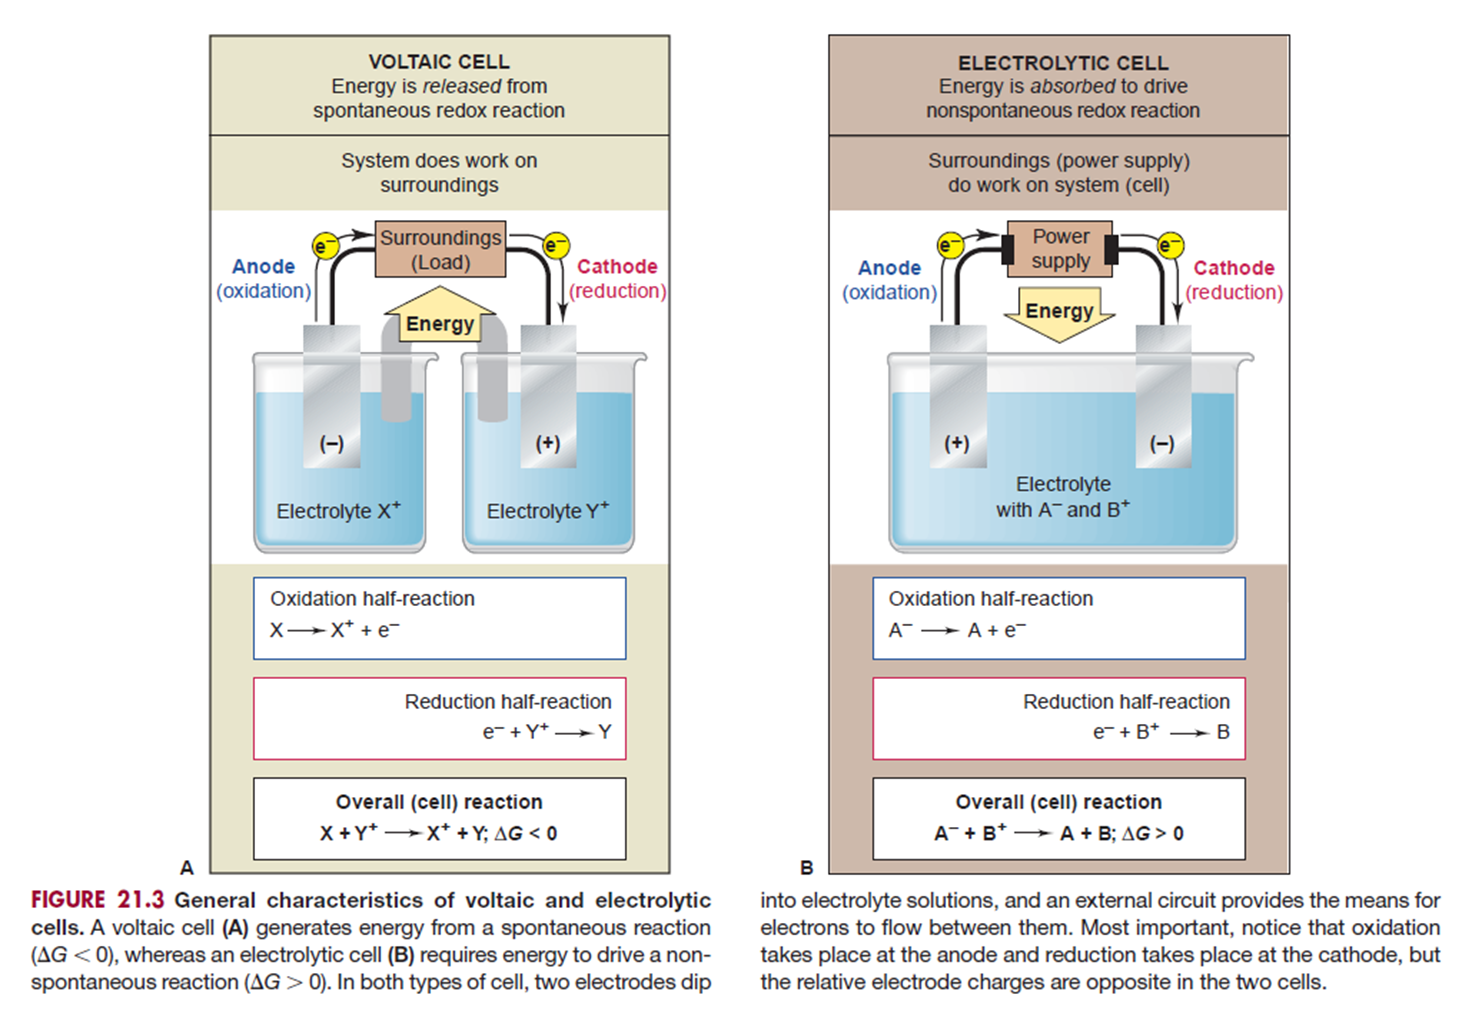 VOLTAIC CELL
Energy is released from
spontaneous redox reaction
System does work on
surroundings
e–
Surroundings
(Load)
e–
Anode
(oxidation)
Cathode
(reduction)
Energy
(–)
(+)
Electrolyte X⁺
Electrolyte Y⁺
Oxidation half-reaction
X ⟶ X⁺ + e–
Reduction half-reaction
e– + Y⁺ ⟶ Y
Overall (cell) reaction
X + Y⁺ ⟶ X⁺ + Y; ΔG < 0
A
ELECTROLYTIC CELL
Energy is absorbed to drive
nonspontaneous redox reaction
Surroundings (power supply)
do work on system (cell)
e–
Power
supply
e–
Anode
(oxidation)
Cathode
(reduction)
Energy
(+)
(–)
Electrolyte
with A– and B⁺
Oxidation half-reaction
A– ⟶ A + e–
Reduction half-reaction
e– + B⁺ ⟶ B
Overall (cell) reaction
A– + B⁺ ⟶ A + B; ΔG > 0
B
FIGURE 21.3 General characteristics of voltaic and electrolytic
cells. A voltaic cell (A) generates energy from a spontaneous reaction
(ΔG < 0), whereas an electrolytic cell (B) requires energy to drive a non-
spontaneous reaction (ΔG > 0). In both types of cell, two electrodes dip
into electrolyte solutions, and an external circuit provides the means for
electrons to flow between them. Most important, notice that oxidation
takes place at the anode and reduction takes place at the cathode, but
the relative electrode charges are opposite in the two cells.